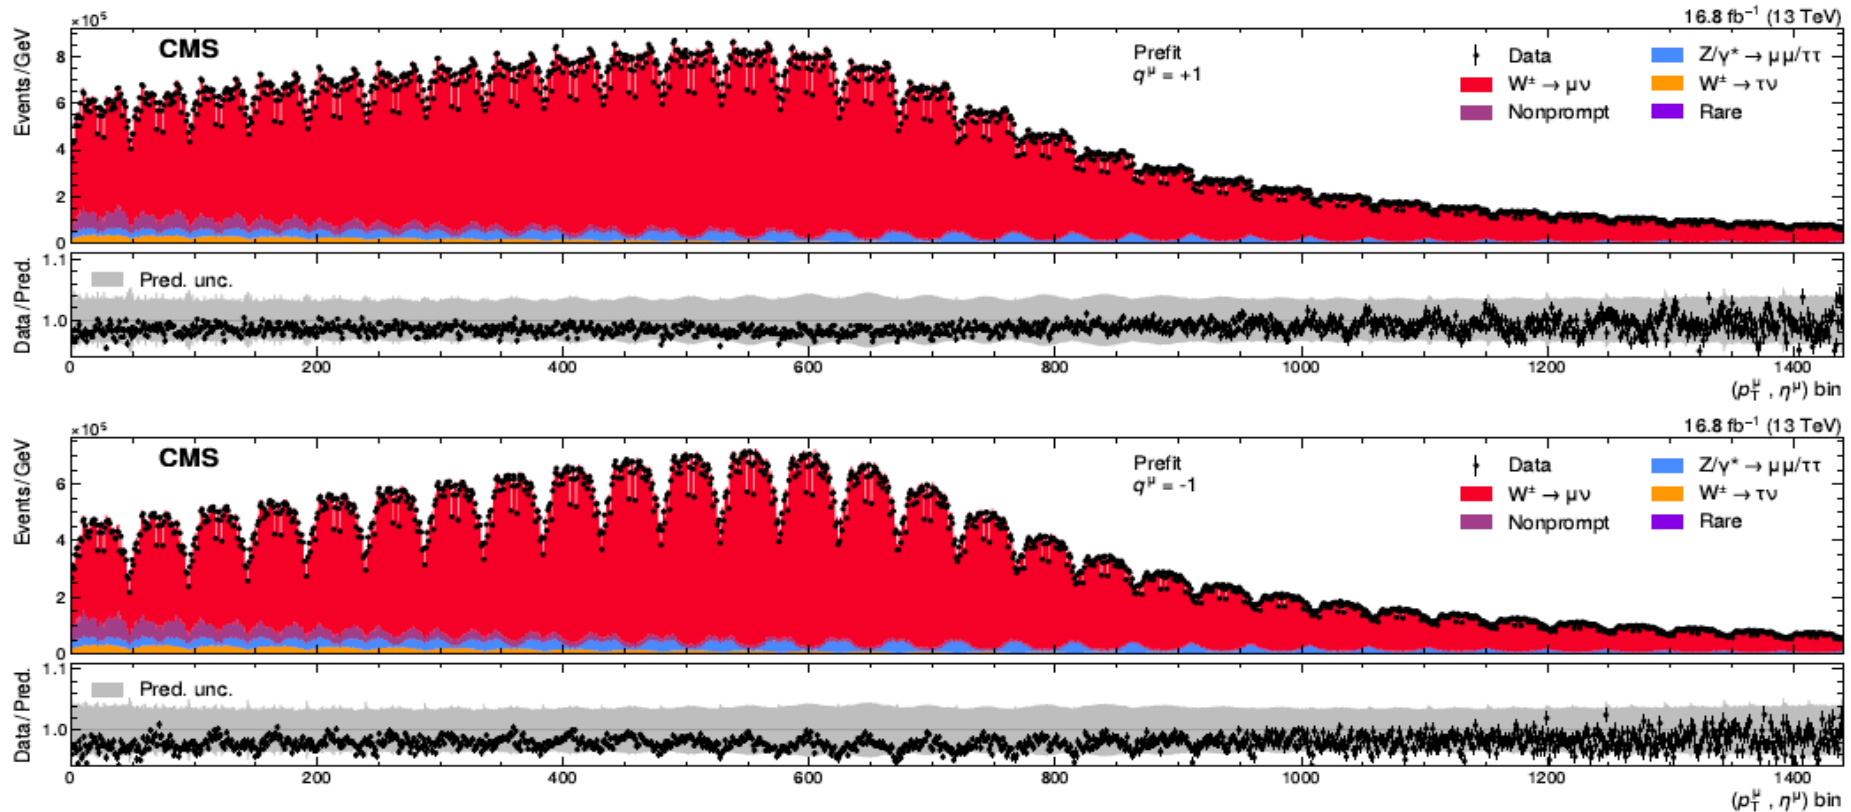 ×10⁵ 16.8 fb⁻¹ (13 TeV)
CMS
Prefit
q^μ = +1
Data
W± → μν
Nonprompt
Z/γ* → μμ/ττ
W± → τν
Rare
Events/GeV
8
6
4
2
0
Data/Pred.
1.1
1.0
Pred. unc.
0 200 400 600 800 1000 1200 1400
(p_T^μ , η^μ) bin
×10⁵ 16.8 fb⁻¹ (13 TeV)
CMS
Prefit
q^μ = -1
Data
W± → μν
Nonprompt
Z/γ* → μμ/ττ
W± → τν
Rare
Events/GeV
6
4
2
0
Data/Pred.
1.1
1.0
Pred. unc.
0 200 400 600 800 1000 1200 1400
(p_T^μ , η^μ) bin